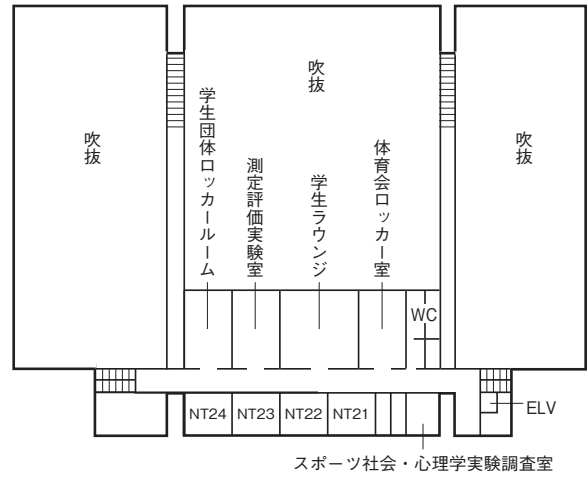 吹抜
吹抜
吹抜
学生団体ロッカールーム
測定評価実験室
学生ラウンジ
体育会ロッカー室
WC
NT24
NT23
NT22
NT21
ELV
スポーツ社会・心理学実験調査室